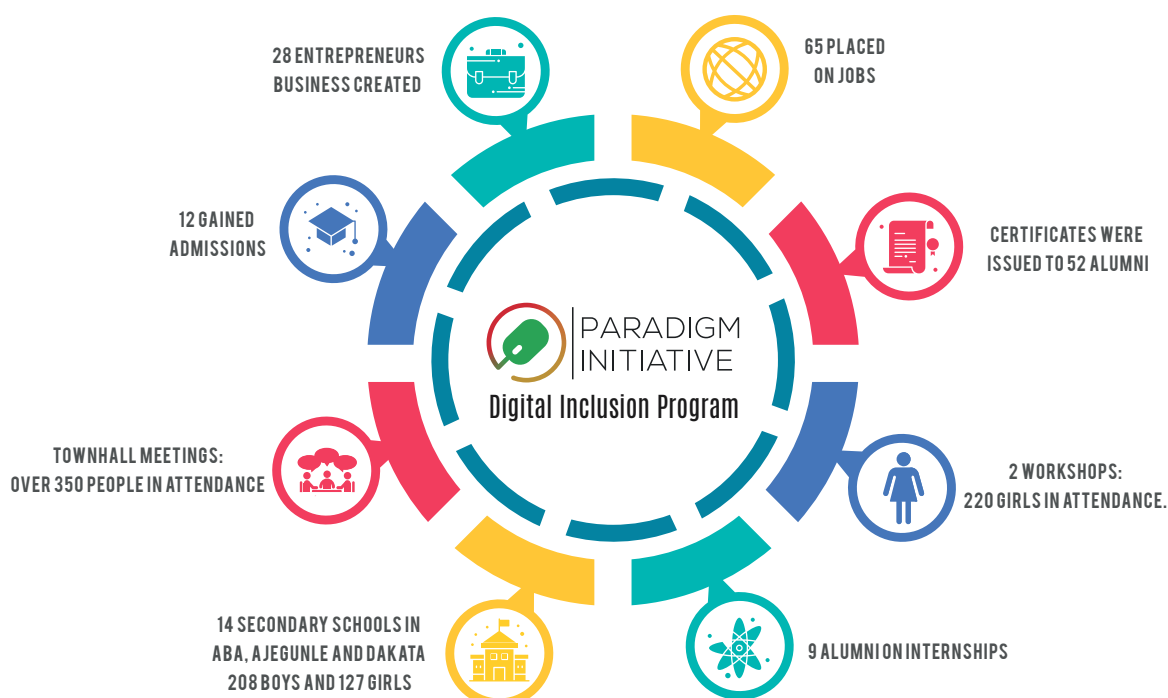 28 ENTREPRENEURS
BUSINESS CREATED
65 PLACED
ON JOBS
12 GAINED
ADMISSIONS
CERTIFICATES WERE
ISSUED TO 52 ALUMNI
PARADIGM
INITIATIVE
Digital Inclusion Program
TOWNHALL MEETINGS:
OVER 350 PEOPLE IN ATTENDANCE
2 WORKSHOPS:
220 GIRLS IN ATTENDANCE.
14 SECONDARY SCHOOLS IN
ABA, AJEGUNLE AND DAKATA
208 BOYS AND 127 GIRLS
9 ALUMNI ON INTERNSHIPS